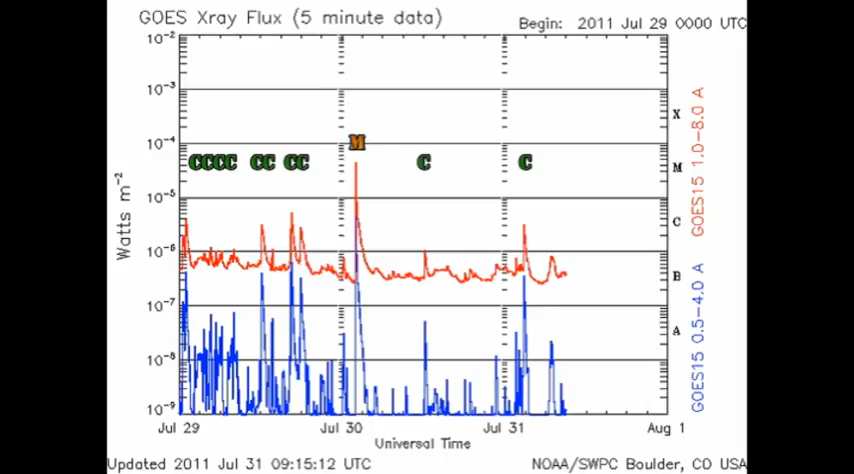 GOES Xray Flux (5 minute data)
Begin: 2011 Jul 29 0000 UTC
10-2
10-3
10-4
10-5
10-6
10-7
10-8
10-9
Watts m-2
M
CCCC CC CC C C
X
M
C
B
A
GOES15 1.0-8.0 A
GOES15 0.5-4.0 A
Jul 29 Jul 30 Jul 31 Aug 1
Universal Time
Updated 2011 Jul 31 09:15:12 UTC
NOAA/SWPC Boulder, CO USA